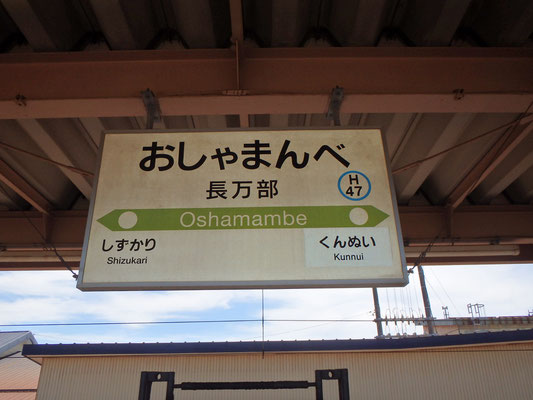 おしゃまんべ
長万部
H
47
Oshamambe
しずかり
Shizukari
くんぬい
Kunnui